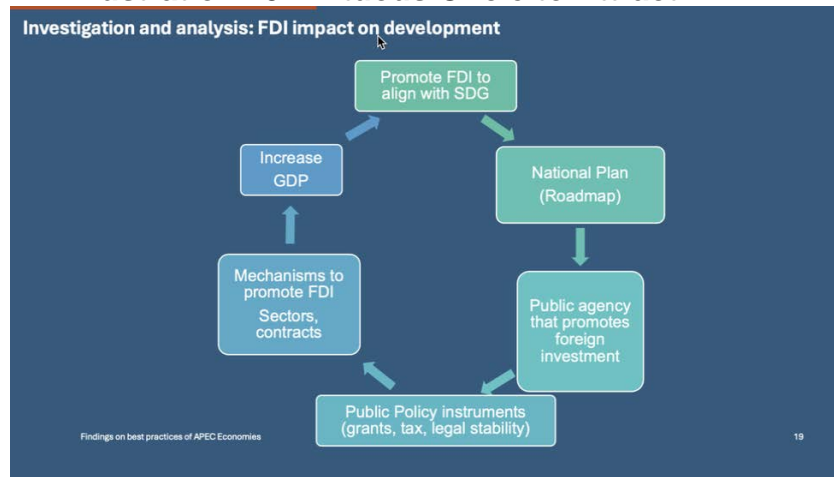 Investigation and analysis: FDI impact on development
Promote FDI to
align with SDG
National Plan
(Roadmap)
Public agency
that promotes
foreign
investment
Public Policy instruments
(grants, tax, legal stability)
Mechanisms to
promote FDI
Sectors,
contracts
Increase
GDP
Findings on best practices of APEC Economies
19